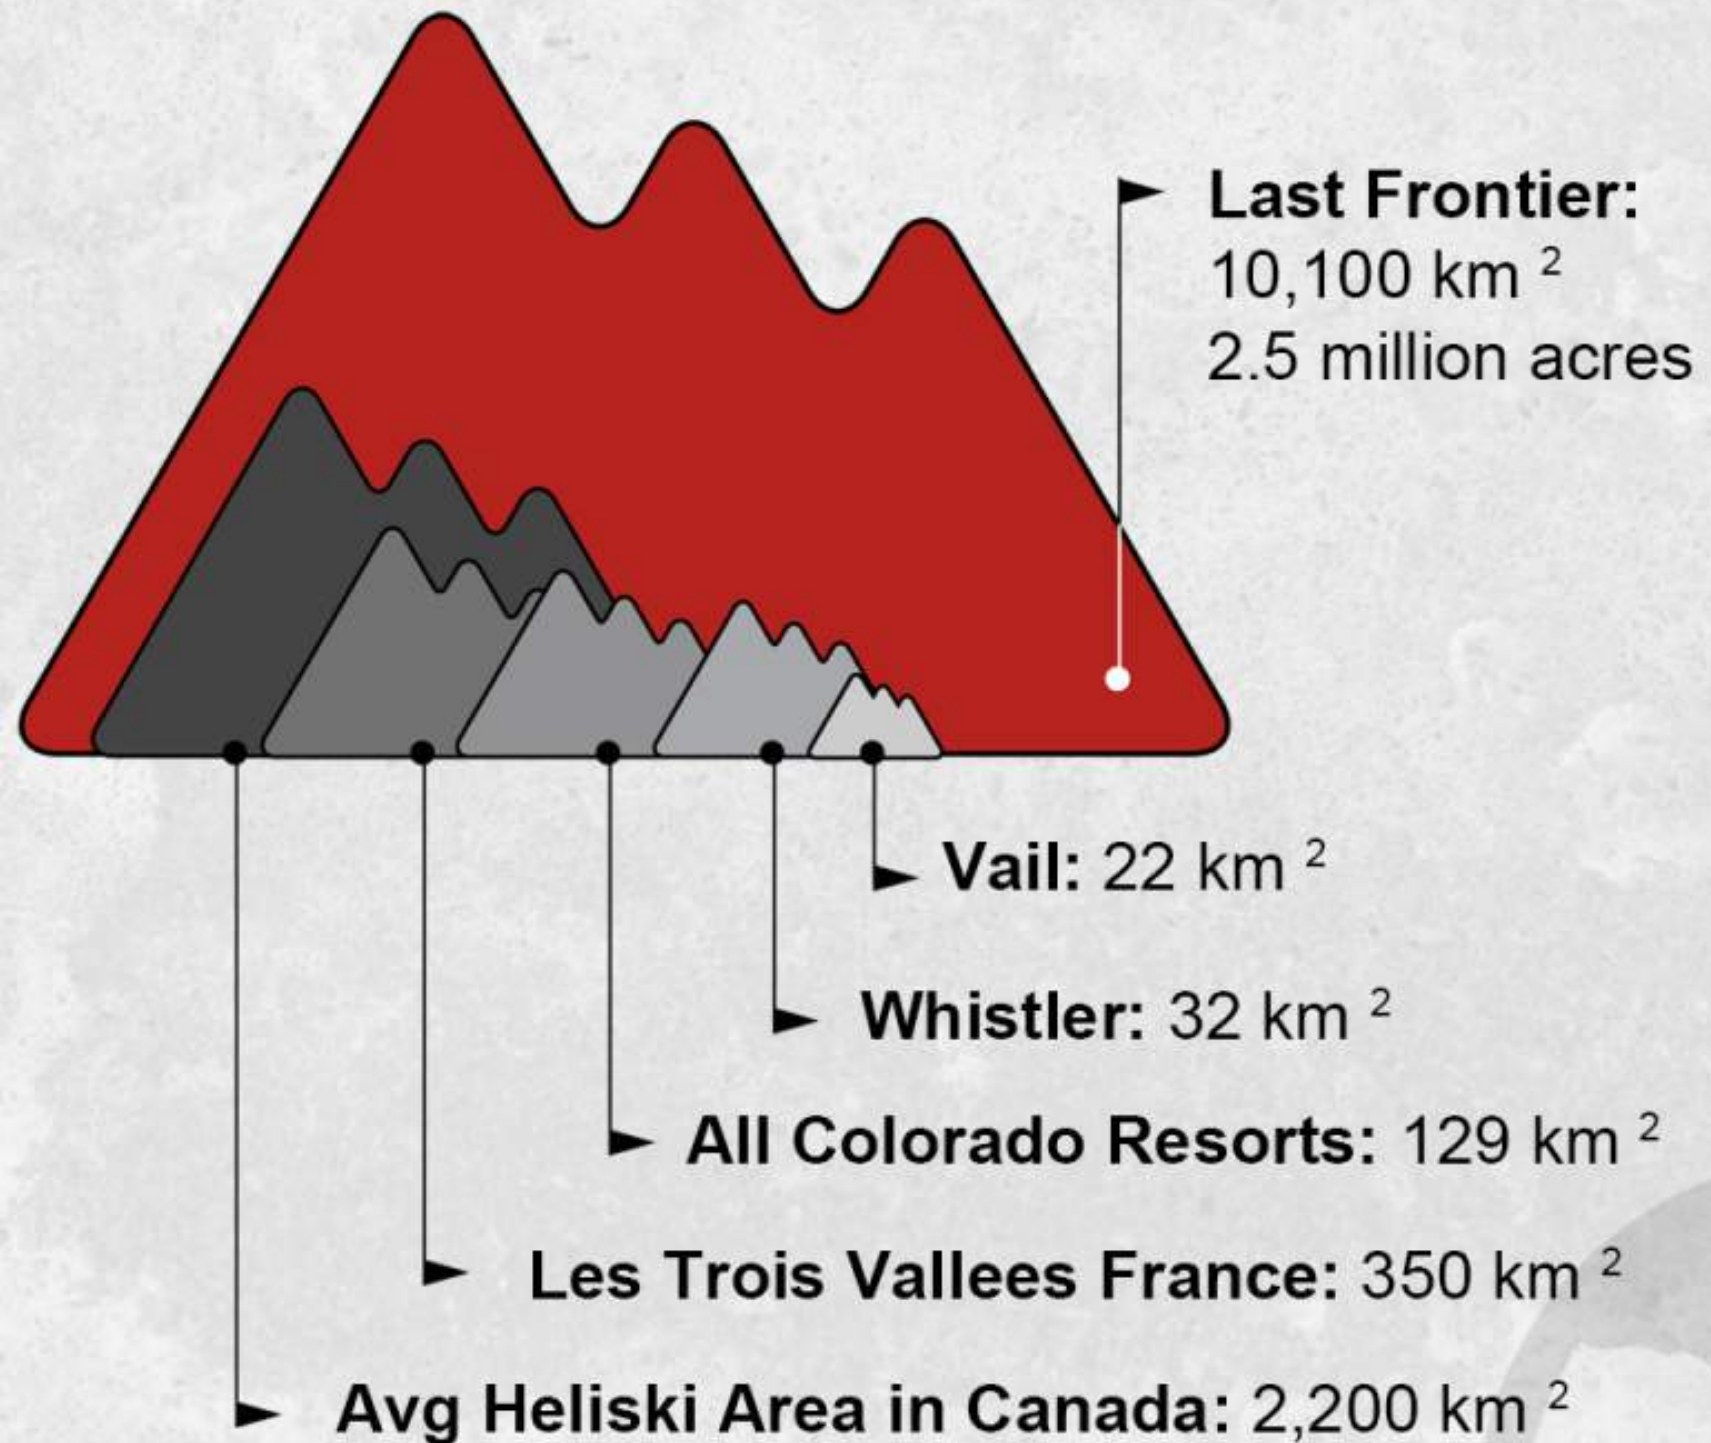 Last Frontier:
10,100 km ²
2.5 million acres
Vail: 22 km ²
Whistler: 32 km ²
All Colorado Resorts: 129 km ²
Les Trois Vallees France: 350 km ²
Avg Heliski Area in Canada: 2,200 km ²